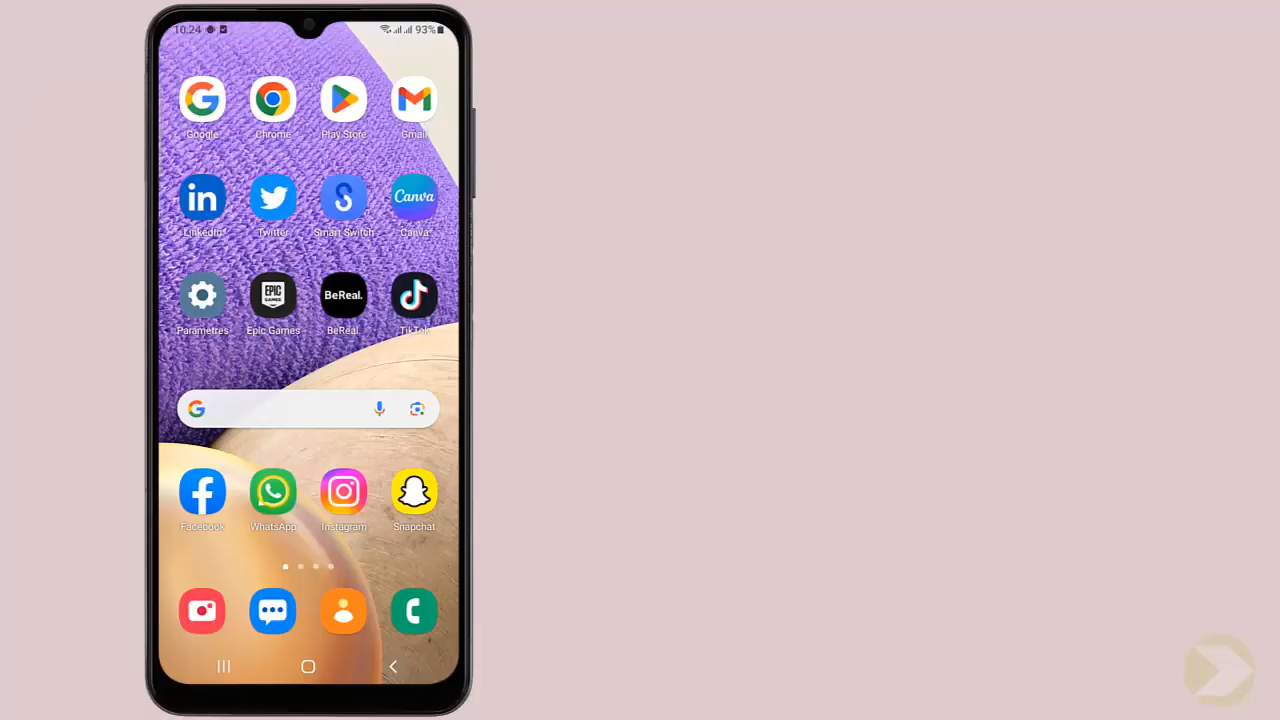 10:24 93%
Google Chrome Play Store Gmail
in Canva
LinkedIn Twitter Smart Switch Canva
EPIC GAMES BeReal.
Paramètres Epic Games BeReal. TikTok
Facebook WhatsApp Instagram Snapchat